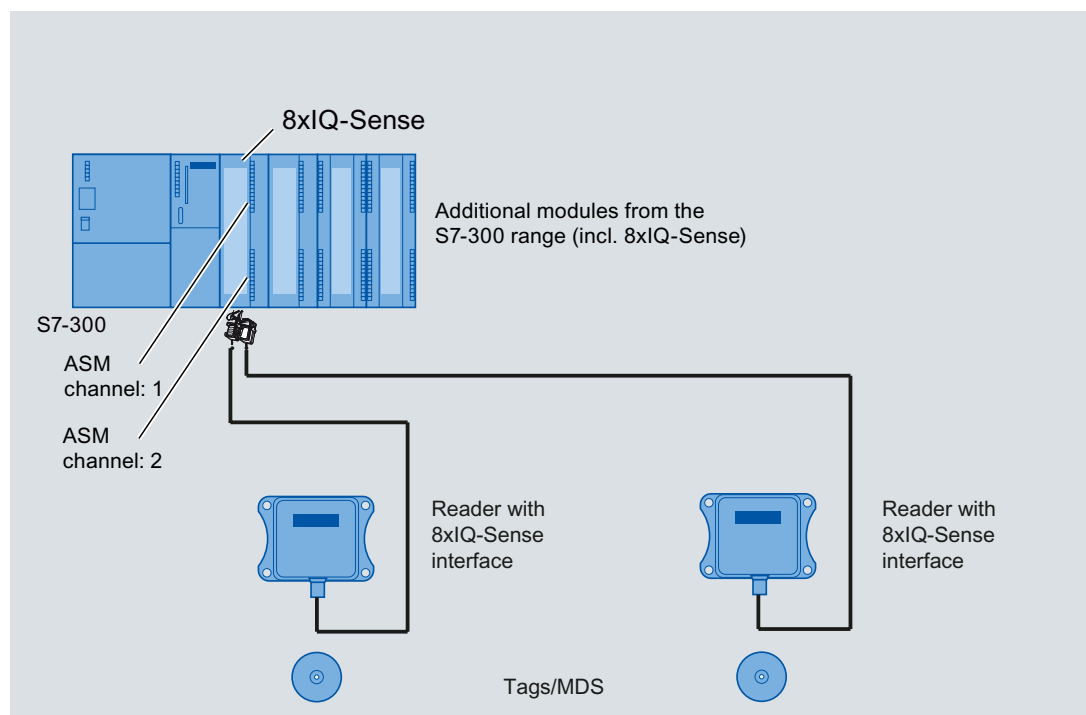 8xIQ-Sense
Additional modules from the
S7-300 range (incl. 8xIQ-Sense)
S7-300
ASM
channel: 1
ASM
channel: 2
Reader with
8xIQ-Sense
interface
Reader with
8xIQ-Sense
interface
Tags/MDS